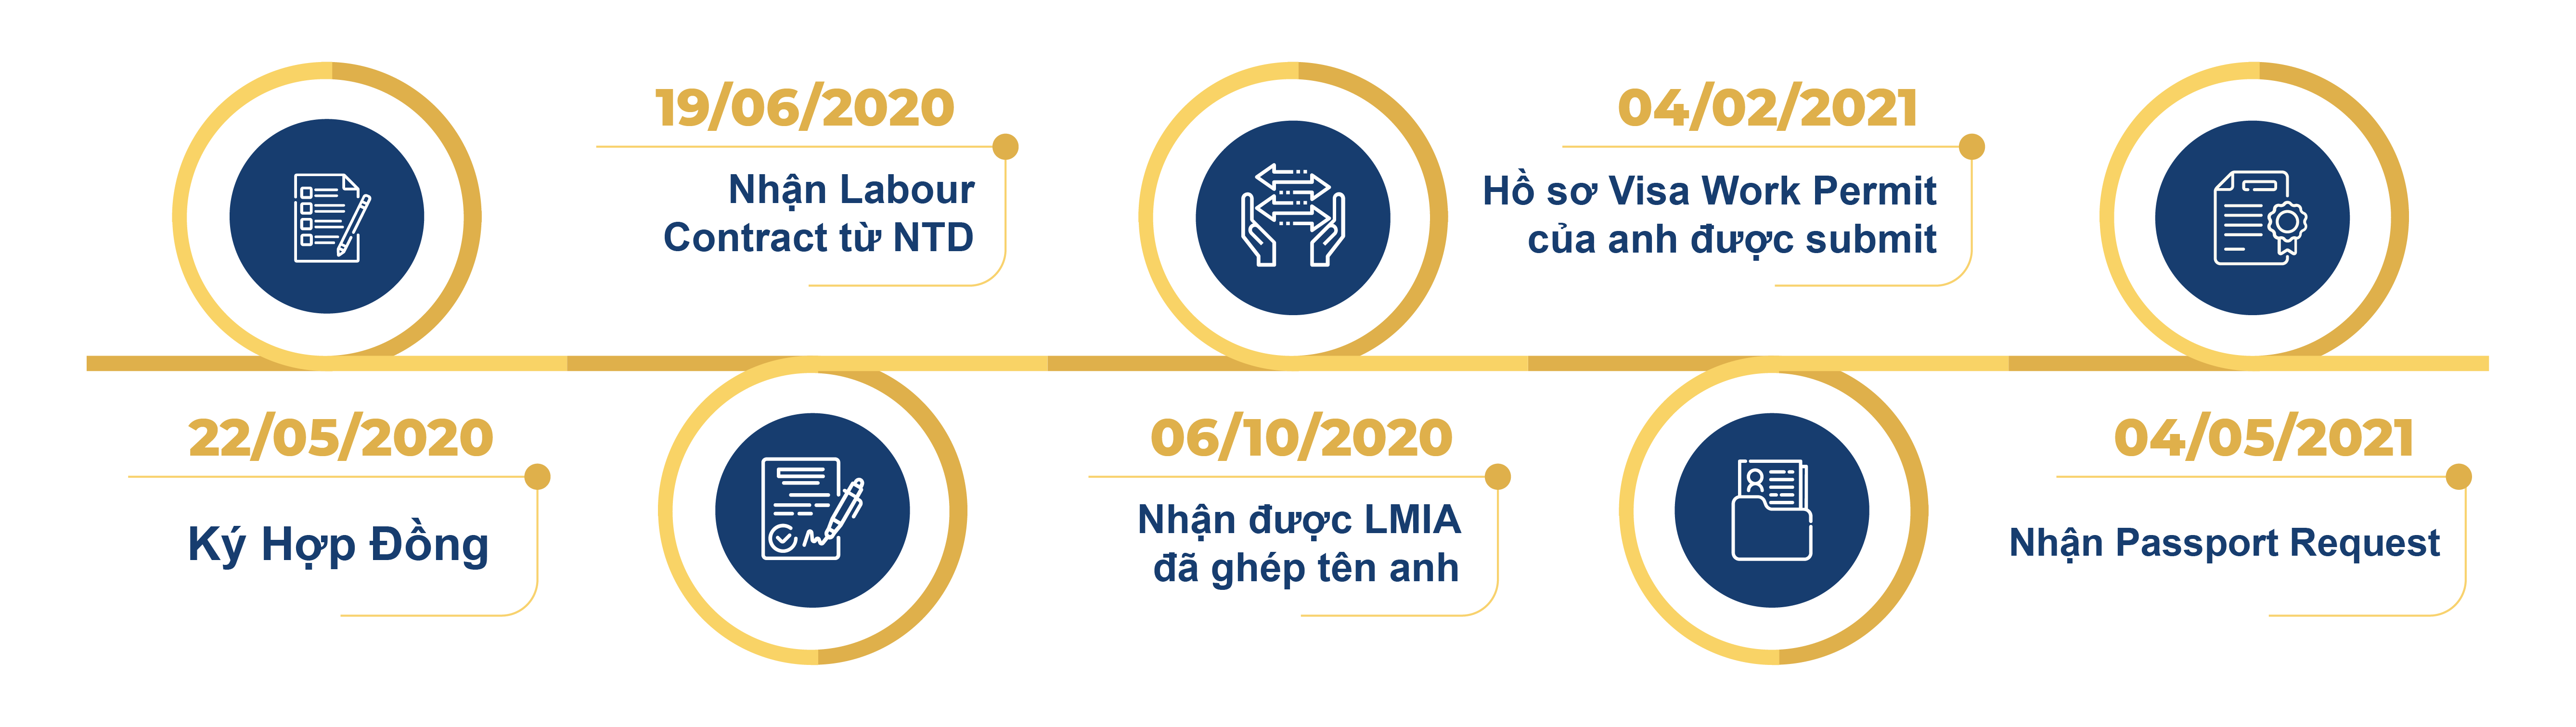 22/05/2020
Ký Hợp Đồng
19/06/2020
Nhận Labour
Contract từ NTD
06/10/2020
Nhận được LMIA
đã ghép tên anh
04/02/2021
Hồ sơ Visa Work Permit
của anh được submit
04/05/2021
Nhận Passport Request